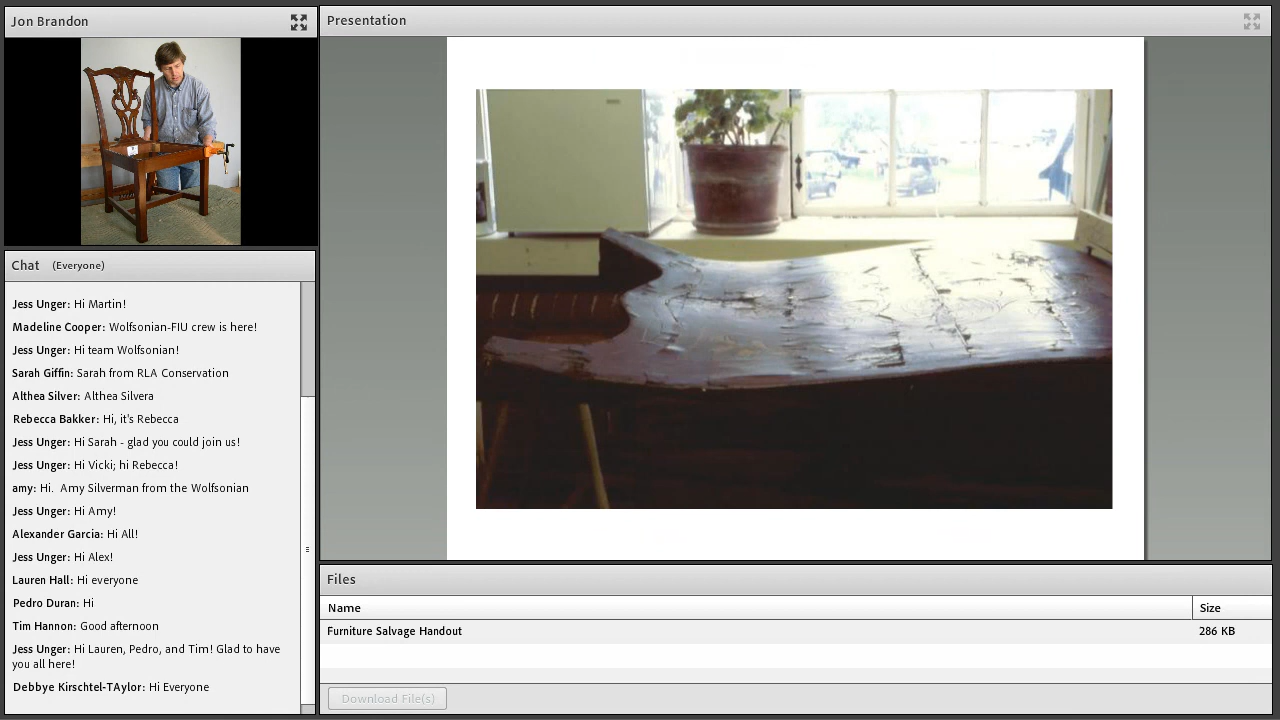 Jon Brandon
Presentation
Chat (Everyone)
Jess Unger: Hi Martin!
Madeline Cooper: Wolfsonian-FIU crew is here!
Jess Unger: Hi team Wolfsonian!
Sarah Giffin: Sarah from RLA Conservation
Althea Silver: Althea Silvera
Rebecca Bakker: Hi, it's Rebecca
Jess Unger: Hi Sarah - glad you could join us!
Jess Unger: Hi Vicki; hi Rebecca!
amy: Hi.  Amy Silverman from the Wolfsonian
Jess Unger: Hi Amy!
Alexander Garcia: Hi All!
Jess Unger: Hi Alex!
Lauren Hall: Hi everyone
Pedro Duran: Hi
Tim Hannon: Good afternoon
Jess Unger: Hi Lauren, Pedro, and Tim! Glad to have
you all here!
Debbye Kirschtel-TAylor: Hi Everyone
Files
Name Size
Furniture Salvage Handout 286 KB
Download File(s)